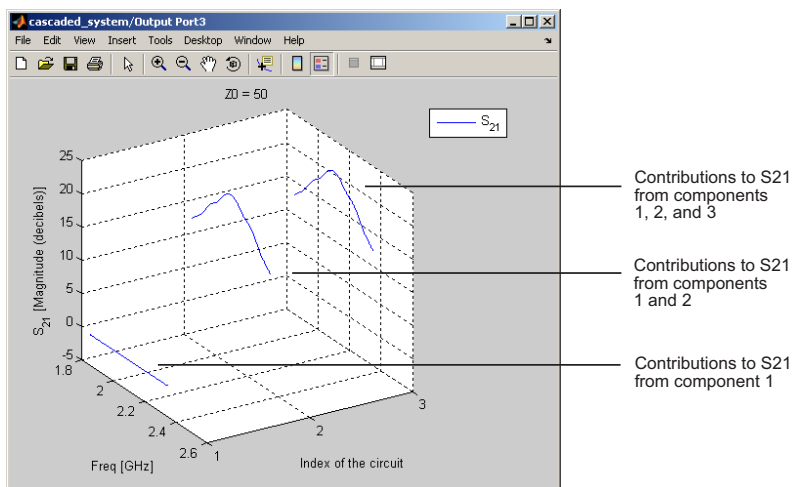 cascaded_system/Output Port3
File Edit View Insert Tools Desktop Window Help
Z0 = 50
S21
25
20
15
10
5
0
-5
S21 [Magnitude (decibels)]
1.8
2
2.2
2.4
2.6
Freq [GHz]
1
2
3
Index of the circuit
Contributions to S21
from components
1, 2, and 3
Contributions to S21
from components
1 and 2
Contributions to S21
from component 1